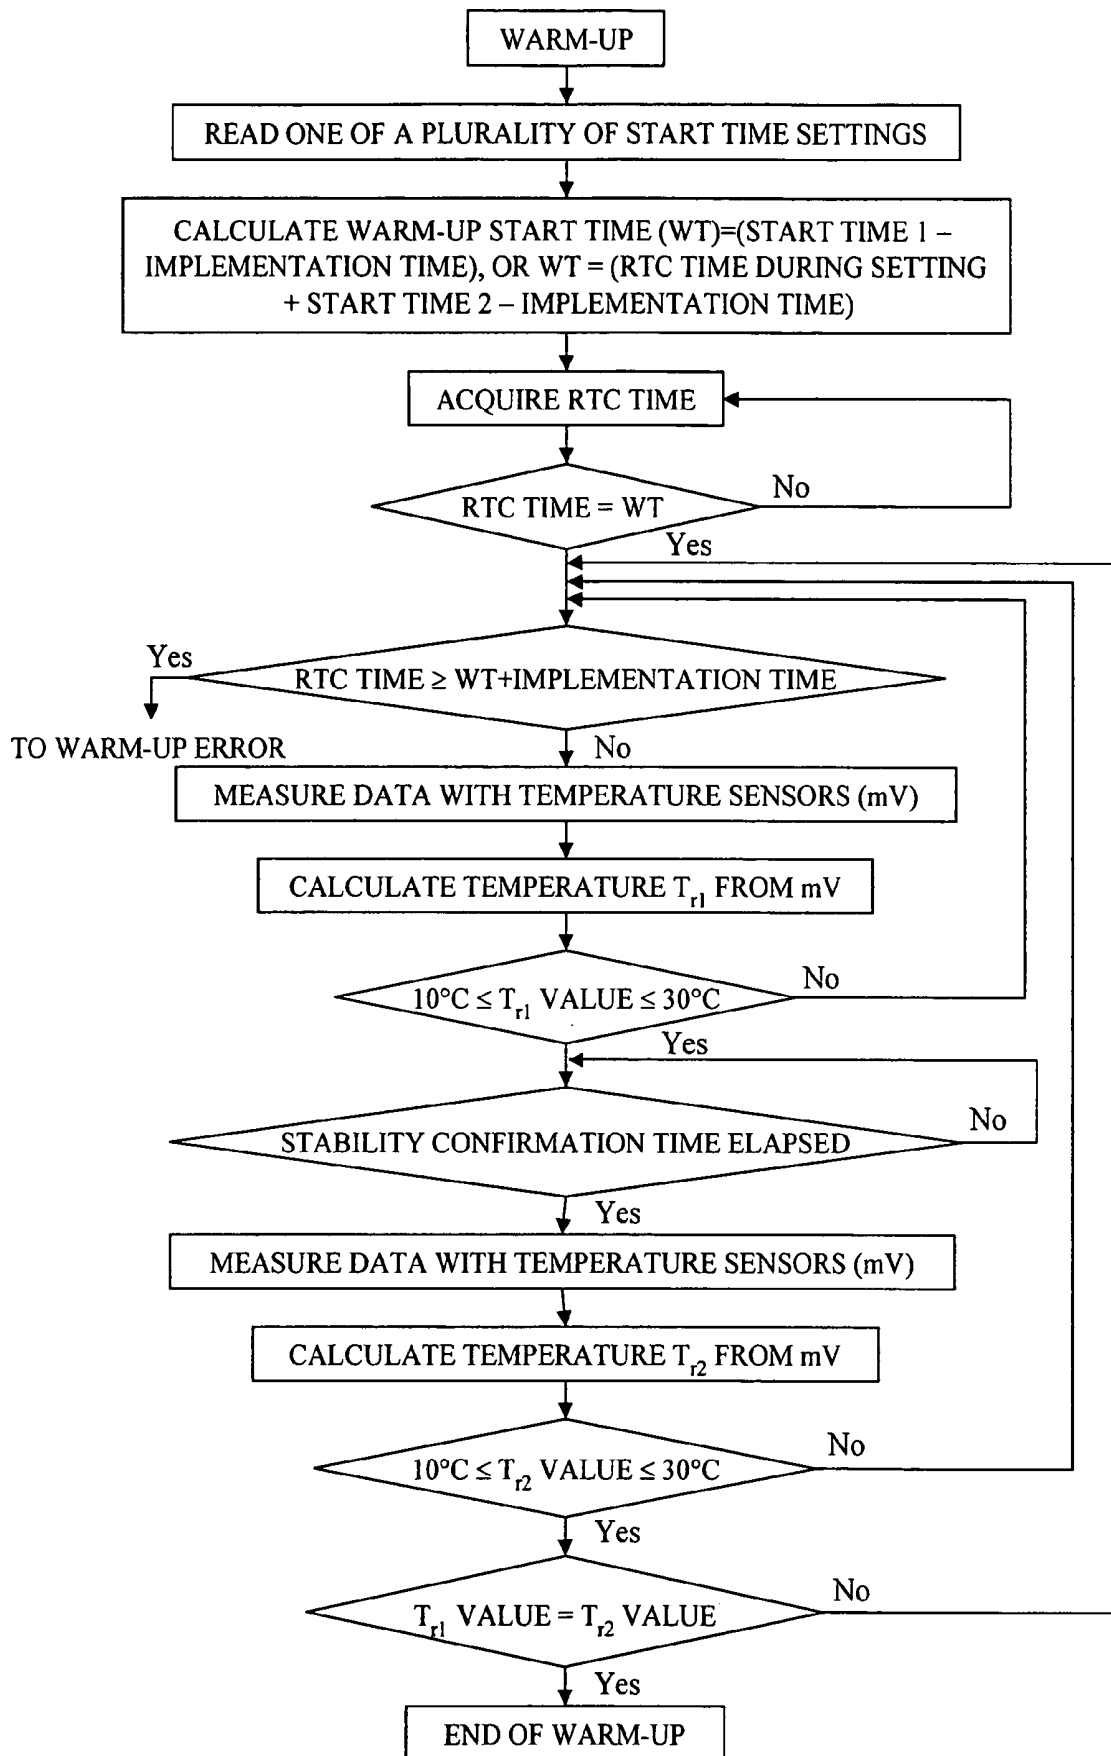 WARM-UP
READ ONE OF A PLURALITY OF START TIME SETTINGS
CALCULATE WARM-UP START TIME (WT)=(START TIME 1 –
IMPLEMENTATION TIME), OR WT = (RTC TIME DURING SETTING
+ START TIME 2 – IMPLEMENTATION TIME)
ACQUIRE RTC TIME
RTC TIME = WT
No
Yes
Yes
RTC TIME ≥ WT+IMPLEMENTATION TIME
TO WARM-UP ERROR
No
MEASURE DATA WITH TEMPERATURE SENSORS (mV)
CALCULATE TEMPERATURE Tr1 FROM mV
10°C ≤ Tr1 VALUE ≤ 30°C
No
Yes
STABILITY CONFIRMATION TIME ELAPSED
No
Yes
MEASURE DATA WITH TEMPERATURE SENSORS (mV)
CALCULATE TEMPERATURE Tr2 FROM mV
10°C ≤ Tr2 VALUE ≤ 30°C
No
Yes
Tr1 VALUE = Tr2 VALUE
No
Yes
END OF WARM-UP